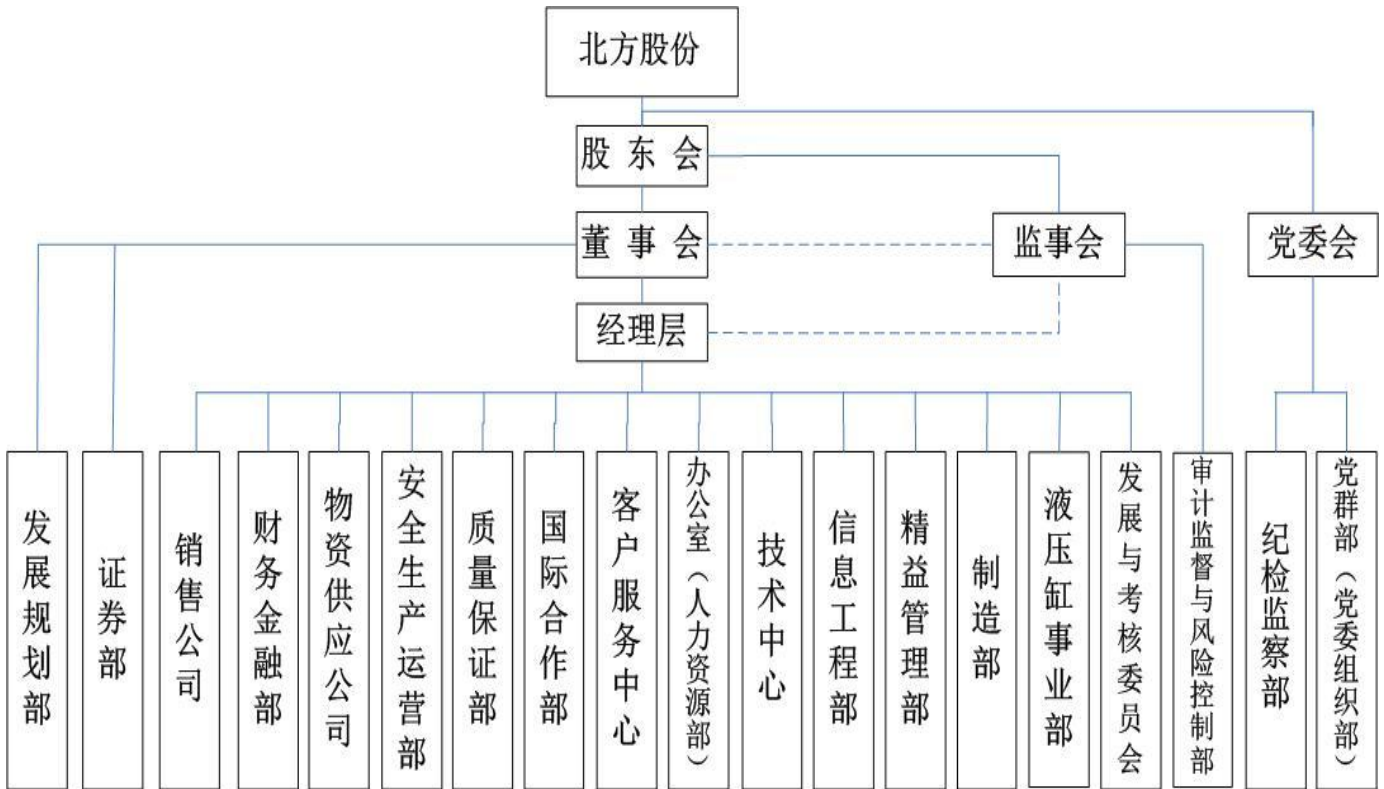 北方股份
股东会
董事会
监事会
党委会
经理层
发展规划部
证券部
销售公司
财务金融部
物资供应公司
安全生产运营部
质量保证部
国际合作部
客户服务中心
办公室（人力资源部）
技术中心
信息工程部
精益管理部
制造部
液压缸事业部
发展与考核委员会
审计监督与风险控制部
纪检监察部
党群部（党委组织部）